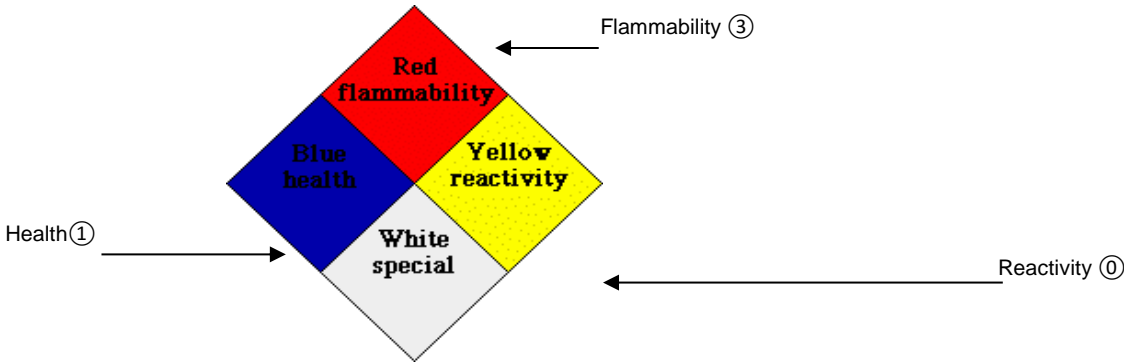 Flammability ③
Red
flammability
Blue
health
Yellow
reactivity
Health①
White
special
Reactivity ⓪